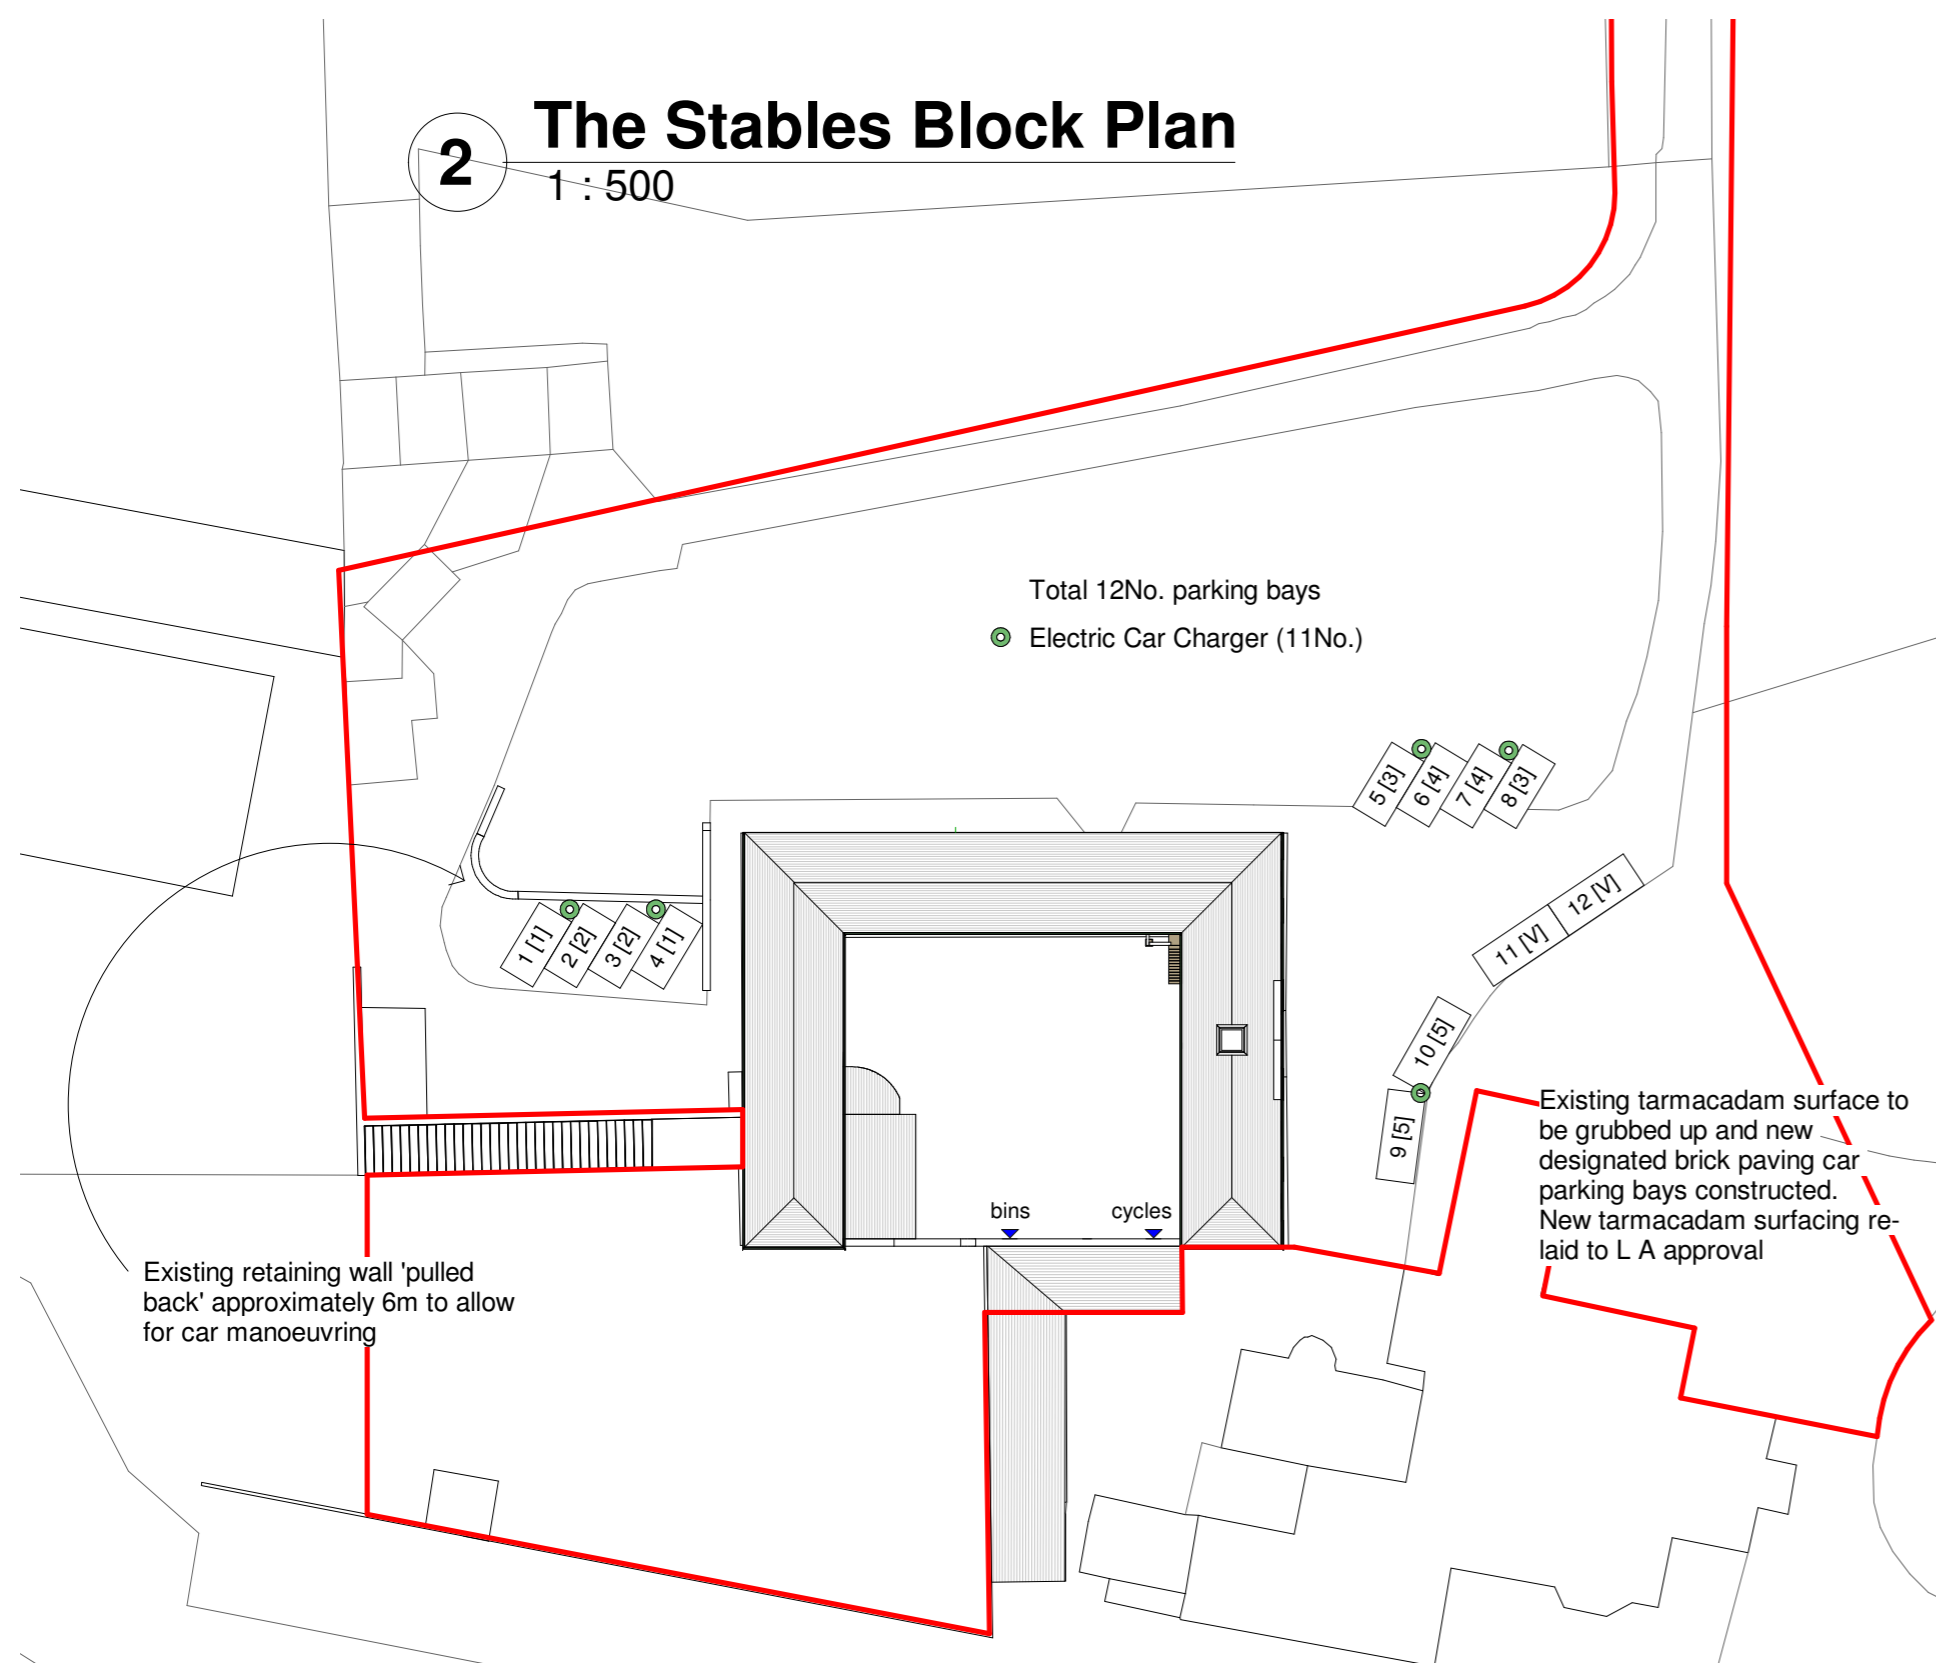 2
The Stables Block Plan
1 : 500
Total 12No. parking bays
Electric Car Charger (11No.)
5 [3]
6 [4]
7 [4]
8 [3]
12 [V]
11 [V]
1 [1]
2 [2]
3 [2]
4 [1]
10 [5]
9 [5]
Existing tarmacadam surface to
be grubbed up and new
designated brick paving car
parking bays constructed.
New tarmacadam surfacing re-
laid to L A approval
bins
cycles
Existing retaining wall 'pulled
back' approximately 6m to allow
for car manoeuvring